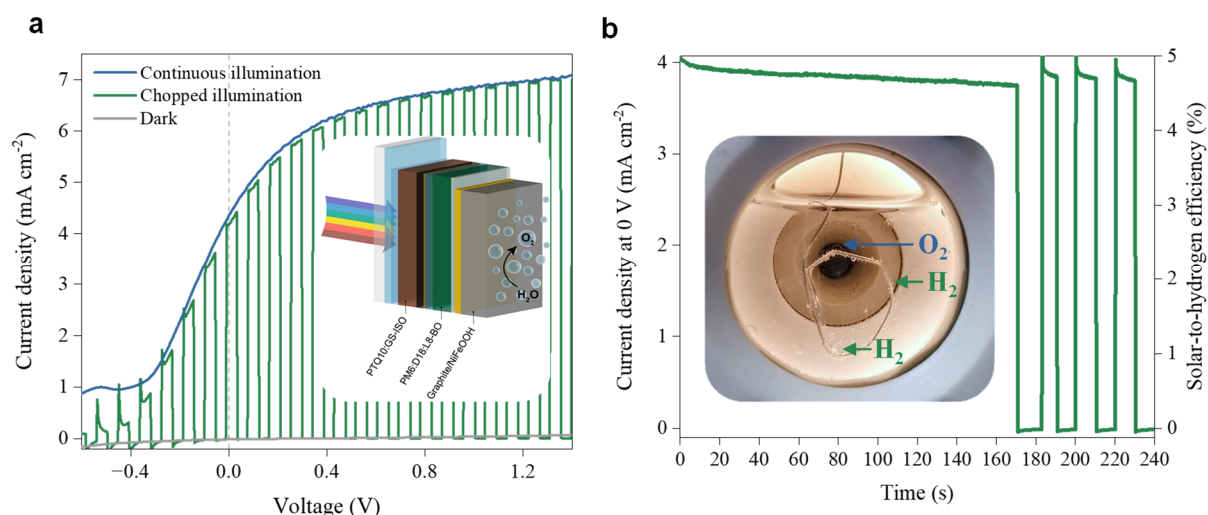 a
Current density (mA cm⁻²)
7
6
5
4
3
2
1
0
Continuous illumination
Chopped illumination
Dark
O₂
H₂O
PTQ10:GS-ISO
PM6:D18:L8-BO
Graphite/NiFeOOH
−0.4
0.0
0.4
0.8
1.2
Voltage (V)
b
Current density at 0 V (mA cm⁻²)
4
3
2
1
0
O₂
H₂
H₂
5
4
3
2
1
0
Solar-to-hydrogen efficiency (%)
0 20 40 60 80 100 120 140 160 180 200 220 240
Time (s)